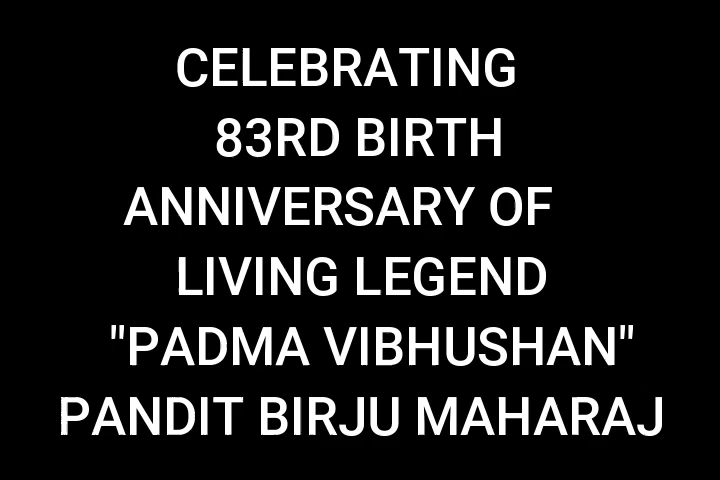 CELEBRATING
83RD BIRTH
ANNIVERSARY OF
LIVING LEGEND
"PADMA VIBHUSHAN"
PANDIT BIRJU MAHARAJ